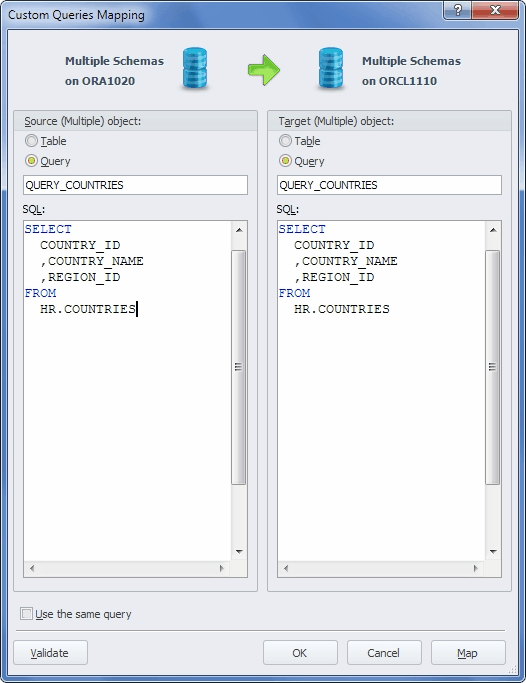 Custom Queries Mapping
?
Multiple Schemas
on ORA1020
Multiple Schemas
on ORCL1110
Source (Multiple) object:
Table
Query
QUERY_COUNTRIES
SQL:
SELECT
COUNTRY_ID
,COUNTRY_NAME
,REGION_ID
FROM
HR.COUNTRIES
Target (Multiple) object:
Table
Query
QUERY_COUNTRIES
SQL:
SELECT
COUNTRY_ID
,COUNTRY_NAME
,REGION_ID
FROM
HR.COUNTRIES
Use the same query
Validate
OK
Cancel
Map